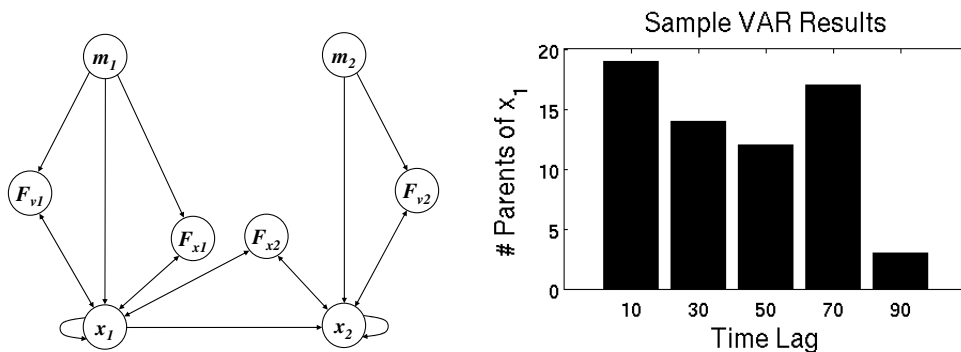 m1
m2
Fv1
Fv2
Fx1
Fx2
x1
x2
Sample VAR Results
# Parents of x1
20
15
10
5
0
10 30 50 70 90
Time Lag